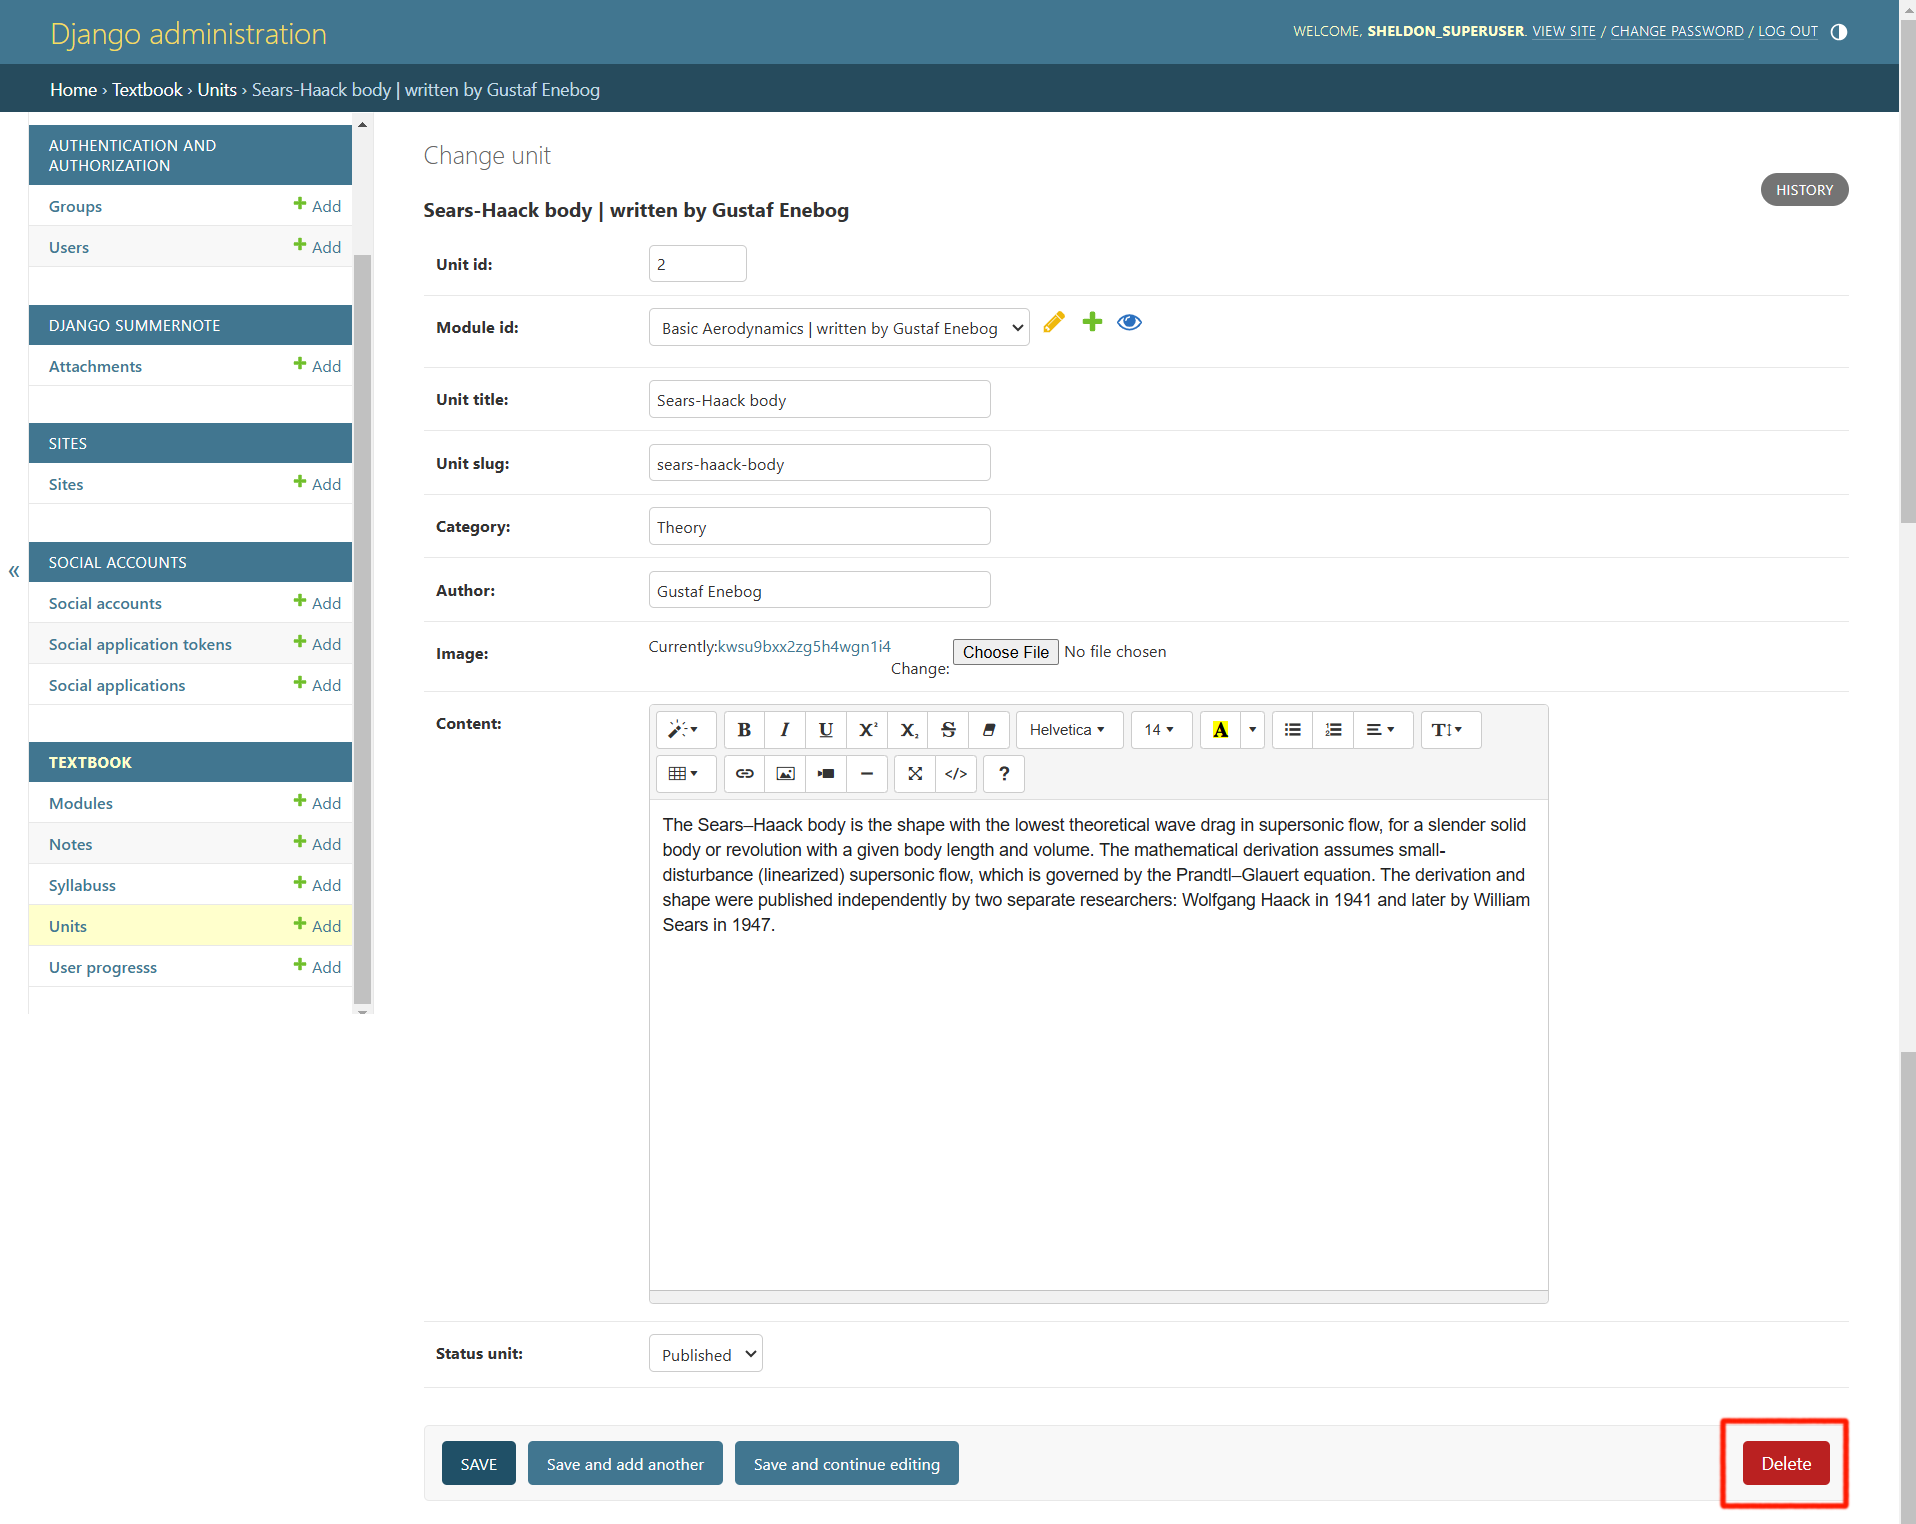 Django administration
WELCOME, SHELDON_SUPERUSER. VIEW SITE / CHANGE PASSWORD / LOG OUT
Home › Textbook › Units › Sears-Haack body | written by Gustaf Enebog
AUTHENTICATION AND
AUTHORIZATION
Groups + Add
Users + Add
DJANGO SUMMERNOTE
Attachments + Add
SITES
Sites + Add
«
SOCIAL ACCOUNTS
Social accounts + Add
Social application tokens + Add
Social applications + Add
TEXTBOOK
Modules + Add
Notes + Add
Syllabuss + Add
Units + Add
User progresss + Add
Change unit
HISTORY
Sears-Haack body | written by Gustaf Enebog
Unit id: 2
Module id: Basic Aerodynamics | written by Gustaf Enebog
Unit title: Sears-Haack body
Unit slug: sears-haack-body
Category: Theory
Author: Gustaf Enebog
Image: Currently:kwsu9bxx2zg5h4wgn1i4
Change: Choose File No file chosen
Content:
B I U X² X₂ S Helvetica 14 A T
</> ?
The Sears–Haack body is the shape with the lowest theoretical wave drag in supersonic flow, for a slender solid
body or revolution with a given body length and volume. The mathematical derivation assumes small-
disturbance (linearized) supersonic flow, which is governed by the Prandtl–Glauert equation. The derivation and
shape were published independently by two separate researchers: Wolfgang Haack in 1941 and later by William
Sears in 1947.
Status unit: Published
SAVE Save and add another Save and continue editing Delete